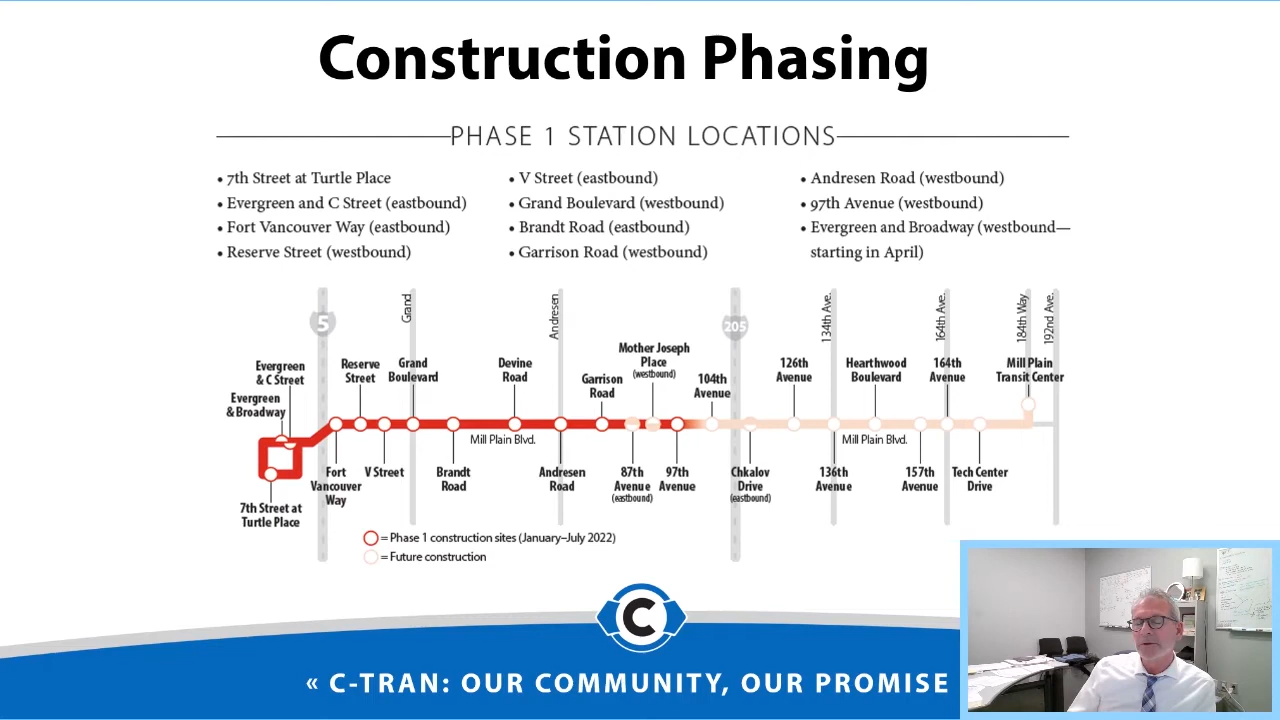 Construction Phasing
PHASE 1 STATION LOCATIONS
• 7th Street at Turtle Place
• Evergreen and C Street (eastbound)
• Fort Vancouver Way (eastbound)
• Reserve Street (westbound)
• V Street (eastbound)
• Grand Boulevard (westbound)
• Brandt Road (eastbound)
• Garrison Road (westbound)
• Andresen Road (westbound)
• 97th Avenue (westbound)
• Evergreen and Broadway (westbound—
starting in April)
5
Grand
Andresen
205
134th Ave.
164th Ave.
184th Way
192nd Ave.
Evergreen
& C Street
Evergreen
& Broadway
Reserve
Street
Grand
Boulevard
Devine
Road
Garrison
Road
Mother Joseph
Place
(westbound)
104th
Avenue
126th
Avenue
Hearthwood
Boulevard
164th
Avenue
Mill Plain
Transit Center
Mill Plain Blvd.
Mill Plain Blvd.
7th Street at
Turtle Place
Fort
Vancouver
Way
V Street
Brandt
Road
Andresen
Road
87th
Avenue
(eastbound)
97th
Avenue
Chkalov
Drive
(eastbound)
136th
Avenue
157th
Avenue
Tech Center
Drive
= Phase 1 construction sites (January–July 2022)
= Future construction
C
« C-TRAN: OUR COMMUNITY, OUR PROMISE